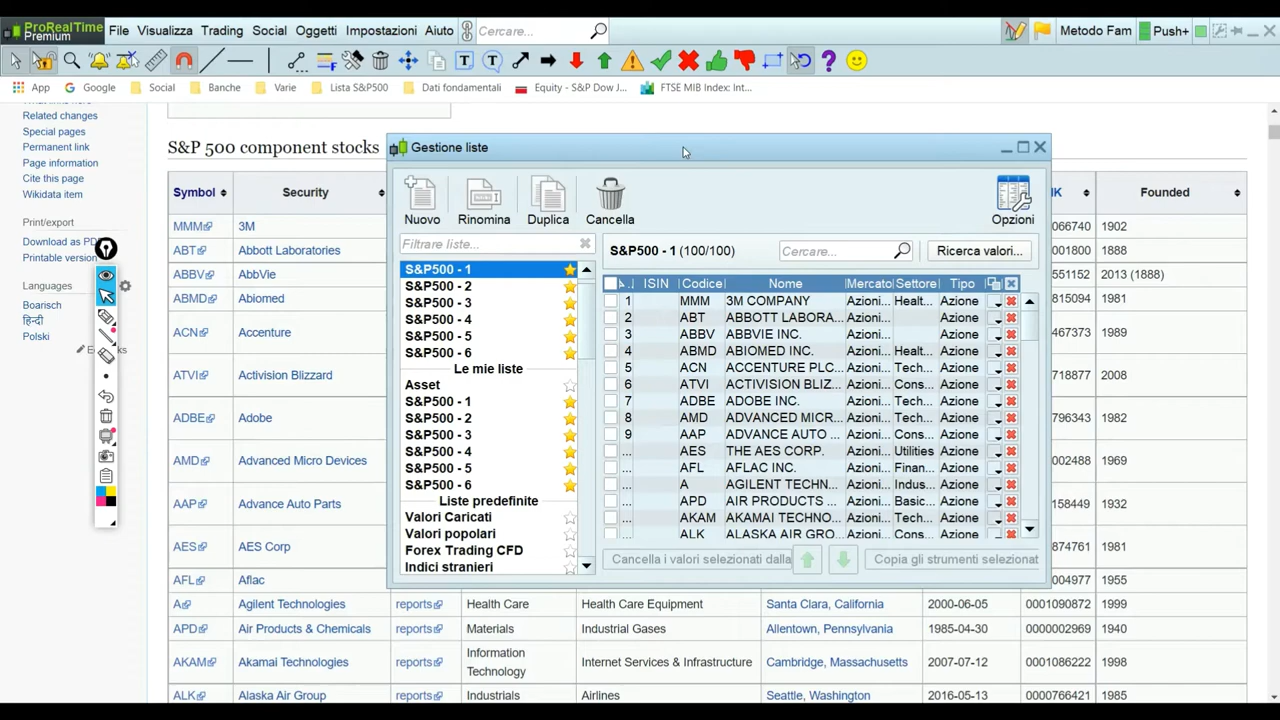 ProRealTime
Premium
File Visualizza Trading Social Oggetti Impostazioni Aiuto Cercare... Metodo Fam Push+
App Google Social Banche Varie Lista S&P500 Dati fondamentali Equity - S&P Dow J... FTSE MIB Index: Int...
Related changes
Special pages
Permanent link
Page information
Cite this page
Wikidata item
Print/export
Download as PD
Printable version
Languages
Boarisch
हिन्दी
Polski
S&P 500 component stocks
Symbol Security Founded
MMM 3M 066740 1902
ABT Abbott Laboratories 001800 1888
ABBV AbbVie 551152 2013 (1888)
ABMD Abiomed 815094 1981
ACN Accenture 467373 1989
ATVI Activision Blizzard 718877 2008
ADBE Adobe 796343 1982
AMD Advanced Micro Devices 002488 1969
AAP Advance Auto Parts 158449 1932
AES AES Corp 874761 1981
AFL Aflac 004977 1955
A Agilent Technologies reports Health Care Health Care Equipment Santa Clara, California 2000-06-05 0001090872 1999
APD Air Products & Chemicals reports Materials Industrial Gases Allentown, Pennsylvania 1985-04-30 0000002969 1940
AKAM Akamai Technologies reports Information Technology Internet Services & Infrastructure Cambridge, Massachusetts 2007-07-12 0001086222 1998
ALK Alaska Air Group reports Industrials Airlines Seattle, Washington 2016-05-13 0000766421 1985
Gestione liste
Nuovo Rinomina Duplica Cancella Opzioni
Filtrare liste...
S&P500 - 1
S&P500 - 2
S&P500 - 3
S&P500 - 4
S&P500 - 5
S&P500 - 6
Le mie liste
Asset
S&P500 - 1
S&P500 - 2
S&P500 - 3
S&P500 - 4
S&P500 - 5
S&P500 - 6
Liste predefinite
Valori Caricati
Valori popolari
Forex Trading CFD
Indici stranieri
S&P500 - 1 (100/100) Cercare... Ricerca valori...
... ISIN Codice Nome Mercato Settore Tipo
1 MMM 3M COMPANY Azioni... Healt... Azione
2 ABT ABBOTT LABORA... Azioni... Azione
3 ABBV ABBVIE INC. Azioni... Azione
4 ABMD ABIOMED INC. Azioni... Healt... Azione
5 ACN ACCENTURE PLC... Azioni... Tech... Azione
6 ATVI ACTIVISION BLIZ... Azioni... Cons... Azione
7 ADBE ADOBE INC. Azioni... Tech... Azione
8 AMD ADVANCED MICR... Azioni... Tech... Azione
9 AAP ADVANCE AUTO ... Azioni... Cons... Azione
... AES THE AES CORP. Azioni... Utilities Azione
... AFL AFLAC INC. Azioni... Finan... Azione
... A AGILENT TECHN... Azioni... Indus... Azione
... APD AIR PRODUCTS ... Azioni... Basic... Azione
... AKAM AKAMAI TECHNO... Azioni... Tech... Azione
... ALK ALASKA AIR GRO... Azioni... Cons... Azione
Cancella i valori selezionati dalla Copia gli strumenti selezionat